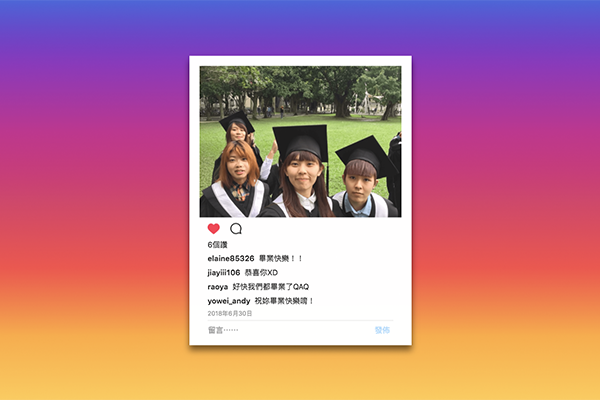 6個讚
elaine85326 畢業快樂！！
jiayiii106 恭喜你XD
raoya 好快我們都畢業了QAQ
yowei_andy 祝妳畢業快樂唷！
2018年6月30日
留言⋯⋯ 發佈